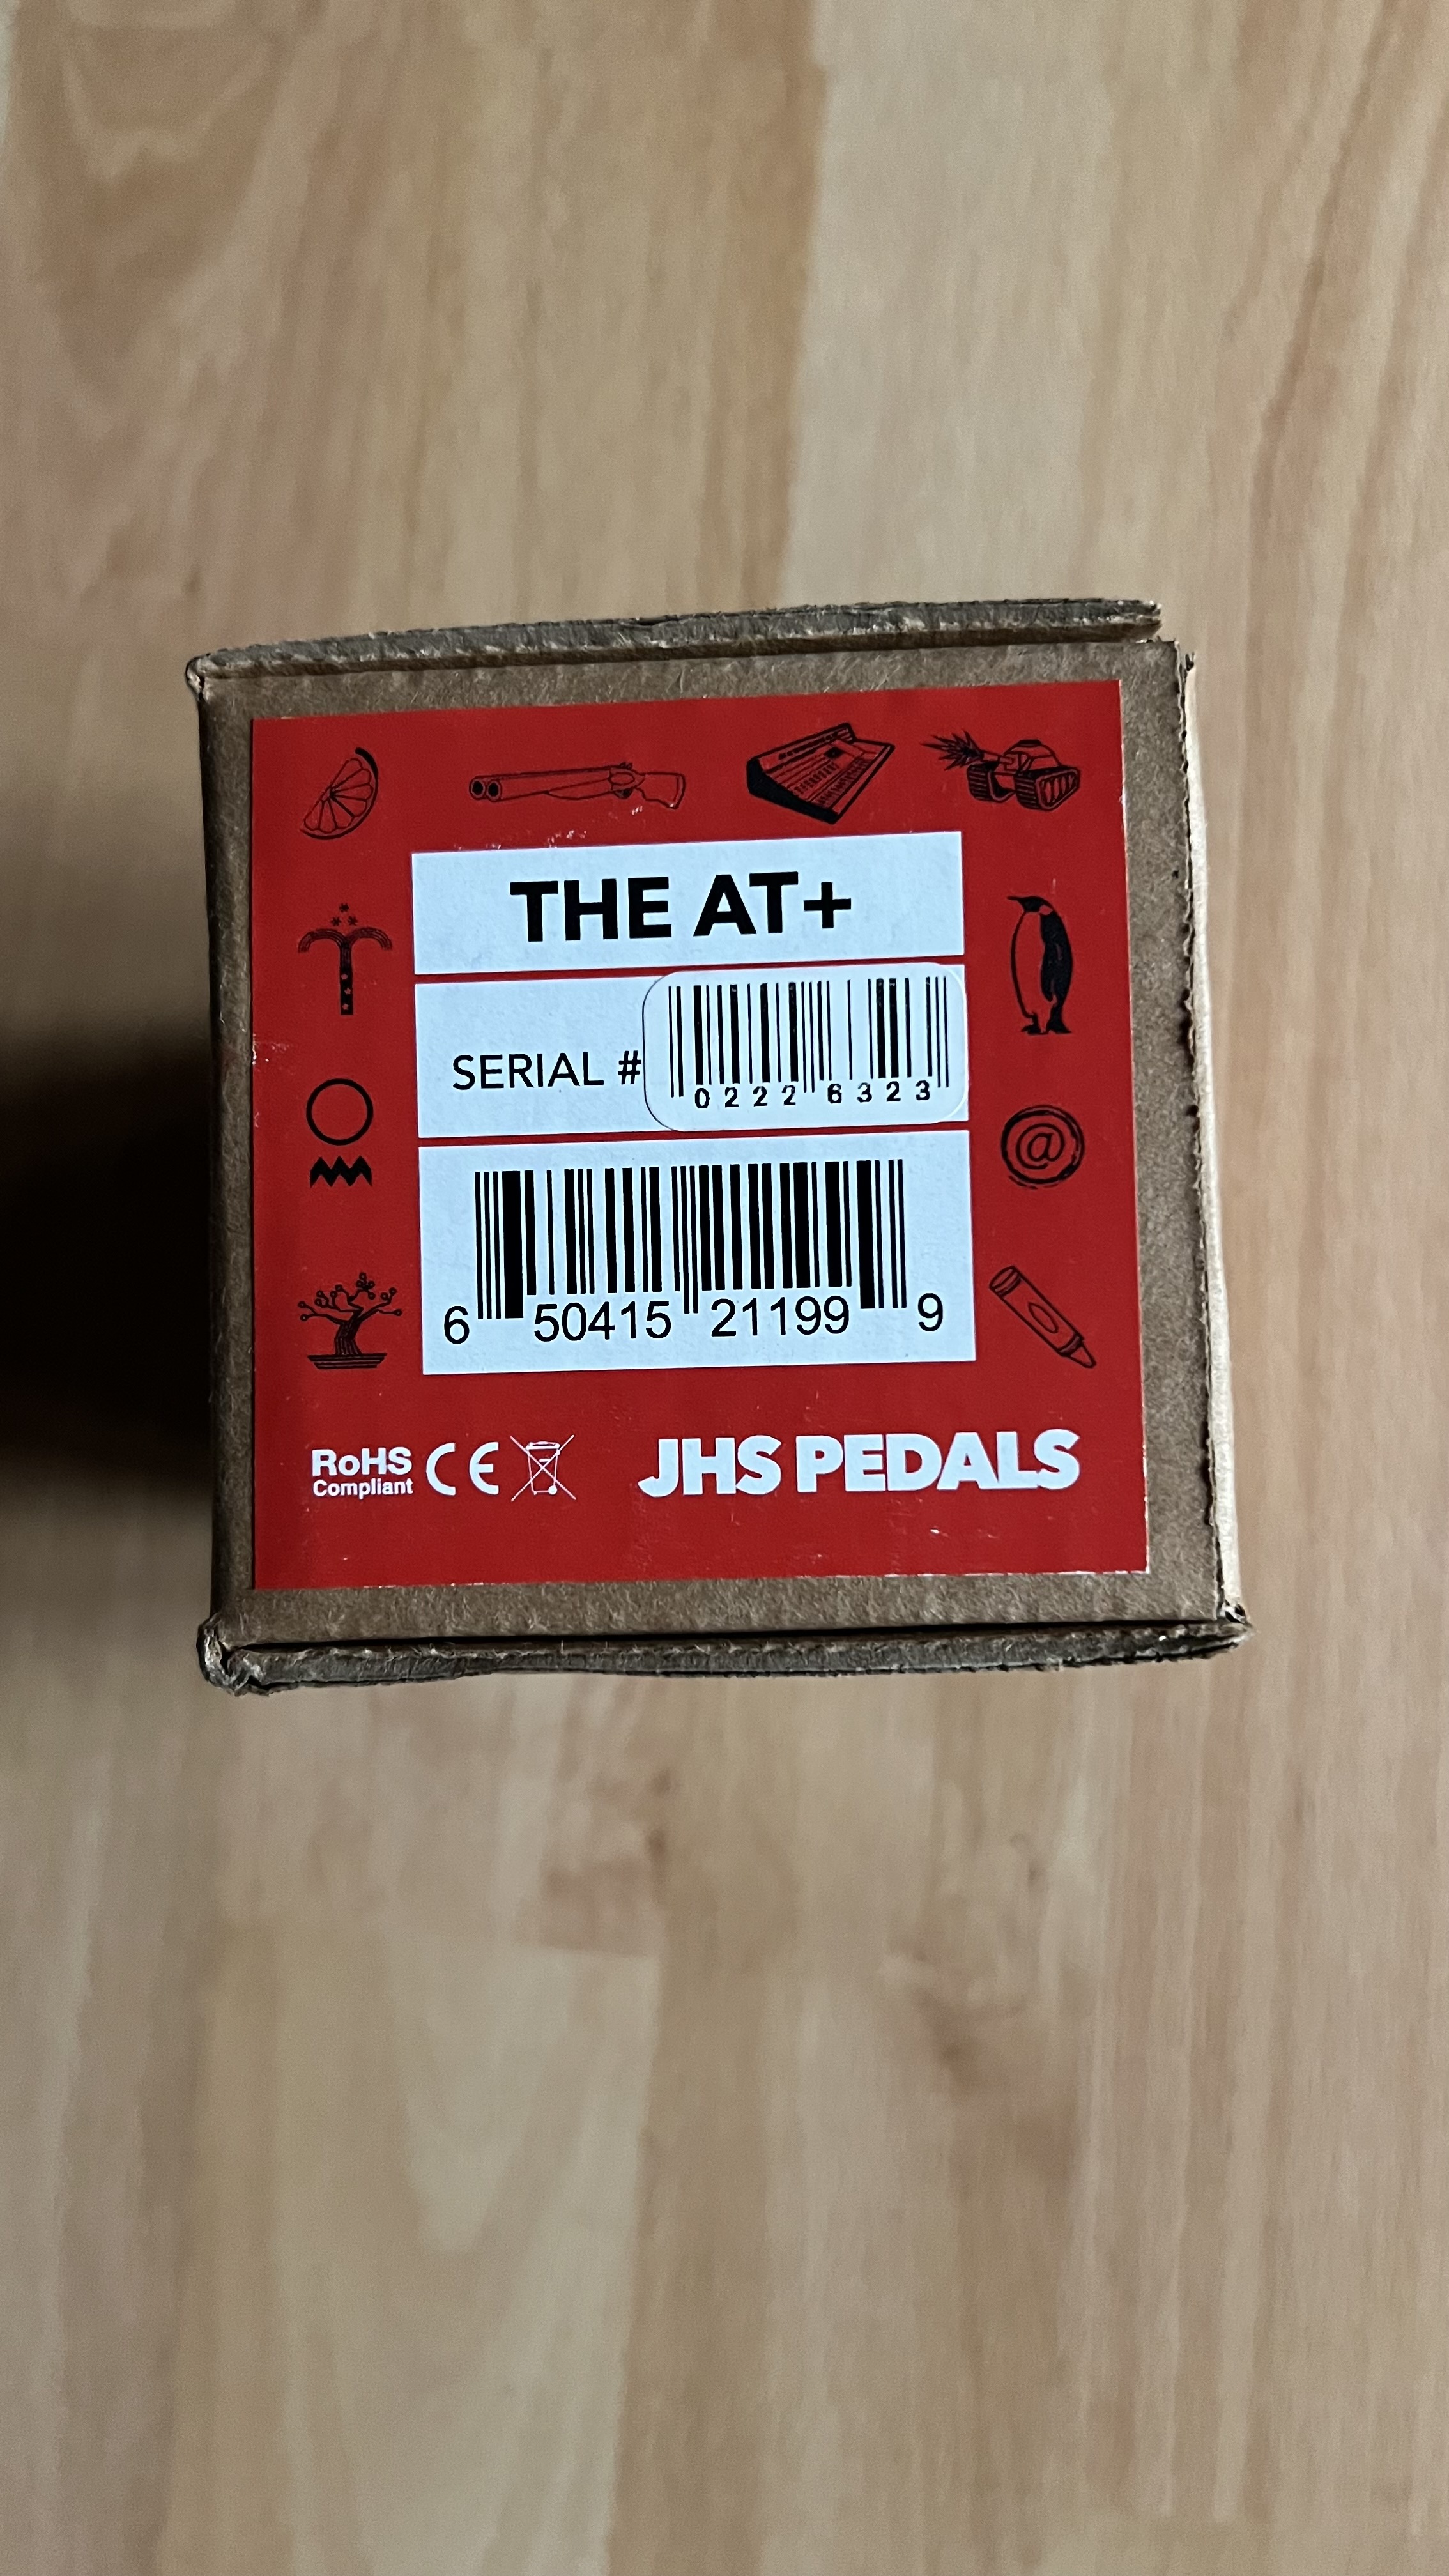 THE AT+
SERIAL #
0222 6323
6 50415 21199 9
RoHS
Compliant
CE
JHS PEDALS
@